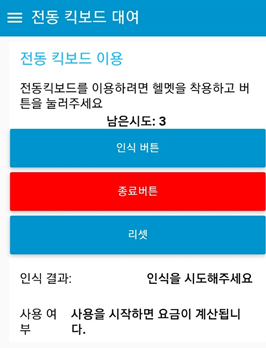 전동 킥보드 대여
전동 킥보드 이용
전동킥보드를 이용하려면 헬멧을 착용하고 버
튼을 눌러주세요
남은시도: 3
인식 버튼
종료버튼
리셋
인식 결과: 인식을 시도해주세요
사용 여 사용을 시작하면 요금이 계산됩니
부 다.